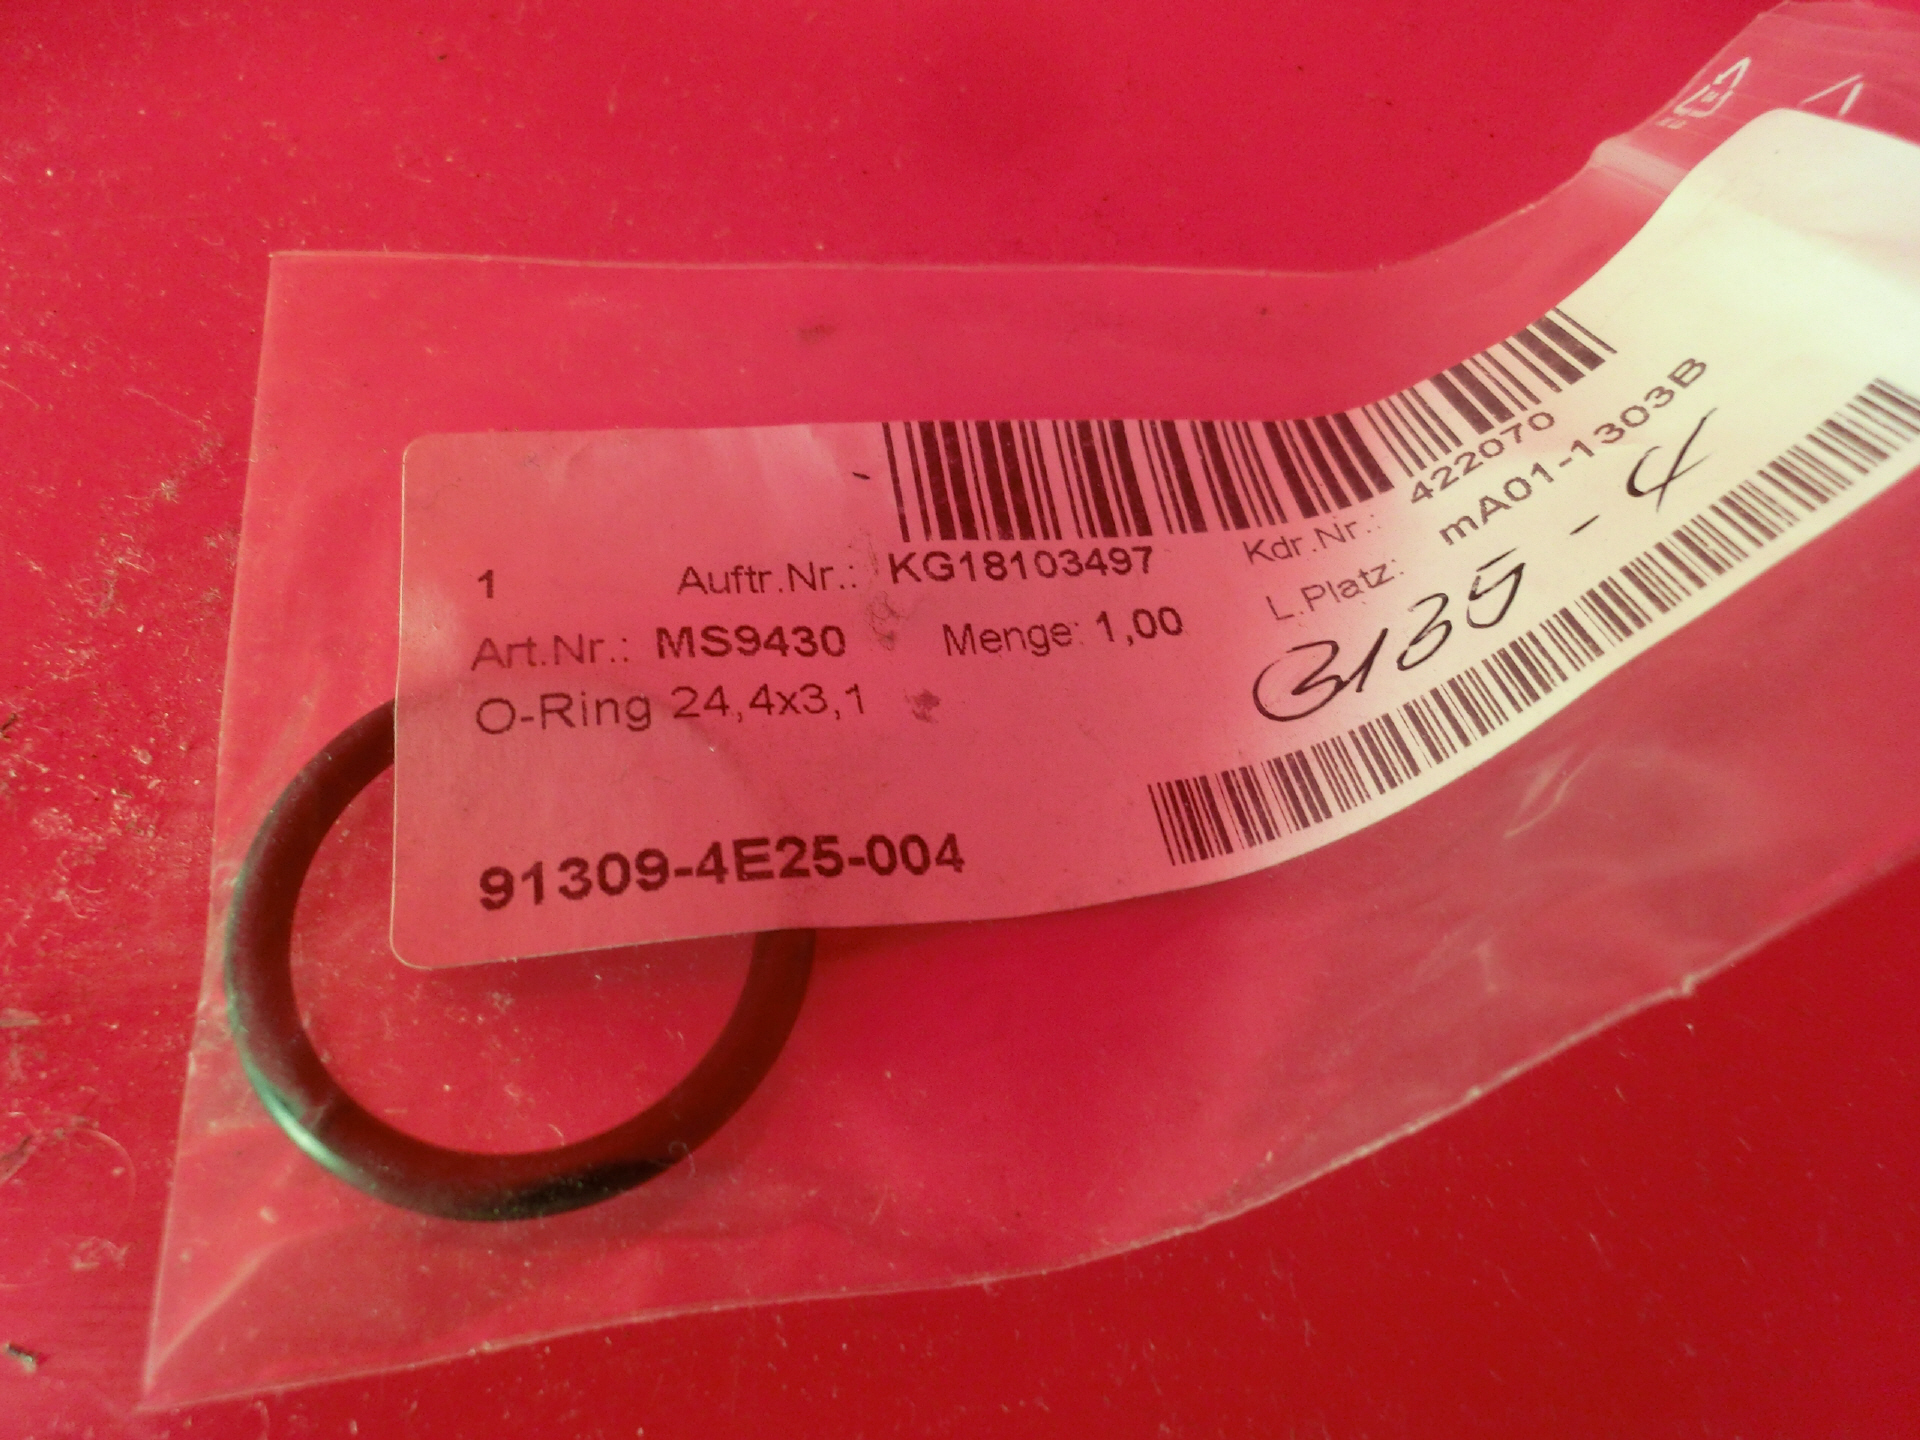 1 Auftr.Nr.: KG18103497 Kdr.Nr.: 422070
Art.Nr.: MS9430 Menge: 1,00 L.Platz: mA01-1303B
O-Ring 24,4x3,1
3135-4
91309-4E25-004